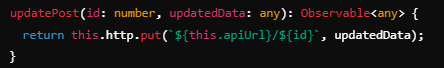 updatePost(id: number, updatedData: any): Observable<any> {
  return this.http.put(`${this.apiUrl}/${id}`, updatedData);
}